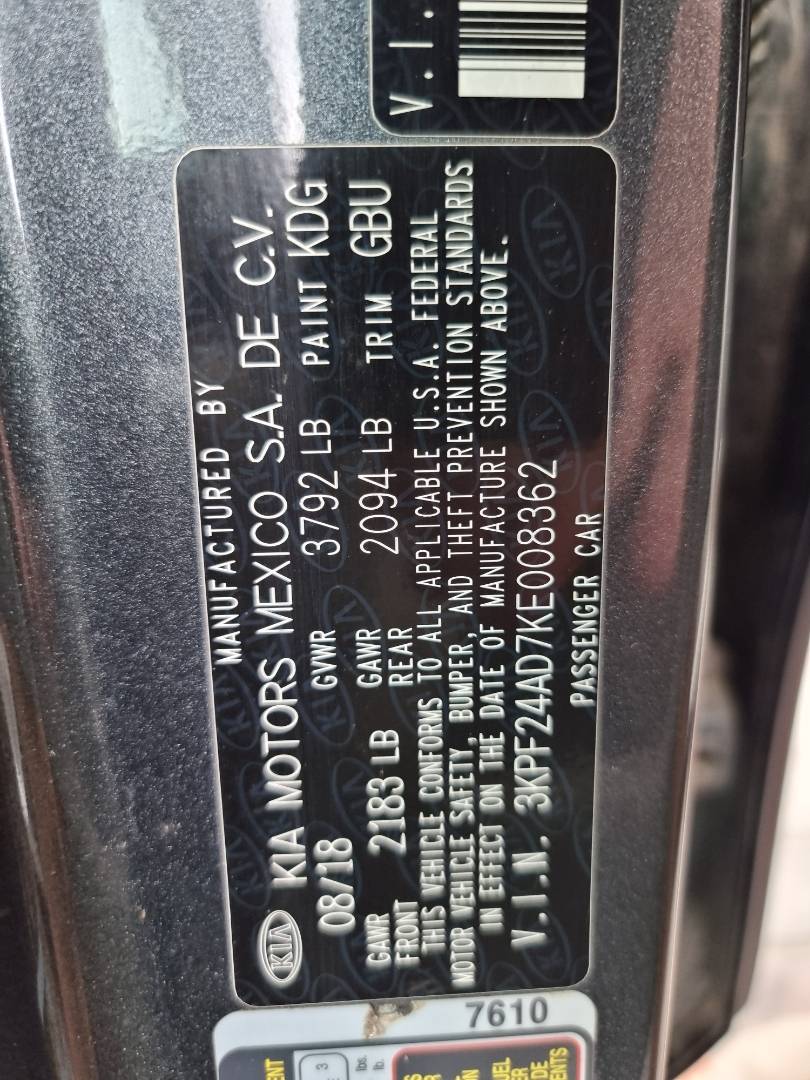 V.I.
MANUFACTURED BY
KIA KIA MOTORS MEXICO S.A. DE C.V.
08/18 GVWR 3792 LB PAINT KDG
GAWR FRONT 2183 LB GAWR REAR 2094 LB TRIM GBU
THIS VEHICLE CONFORMS TO ALL APPLICABLE U.S.A. FEDERAL
MOTOR VEHICLE SAFETY, BUMPER, AND THEFT PREVENTION STANDARDS
IN EFFECT ON THE DATE OF MANUFACTURE SHOWN ABOVE.
V.I.N. 3KPF24AD7KE008362
PASSENGER CAR
7610